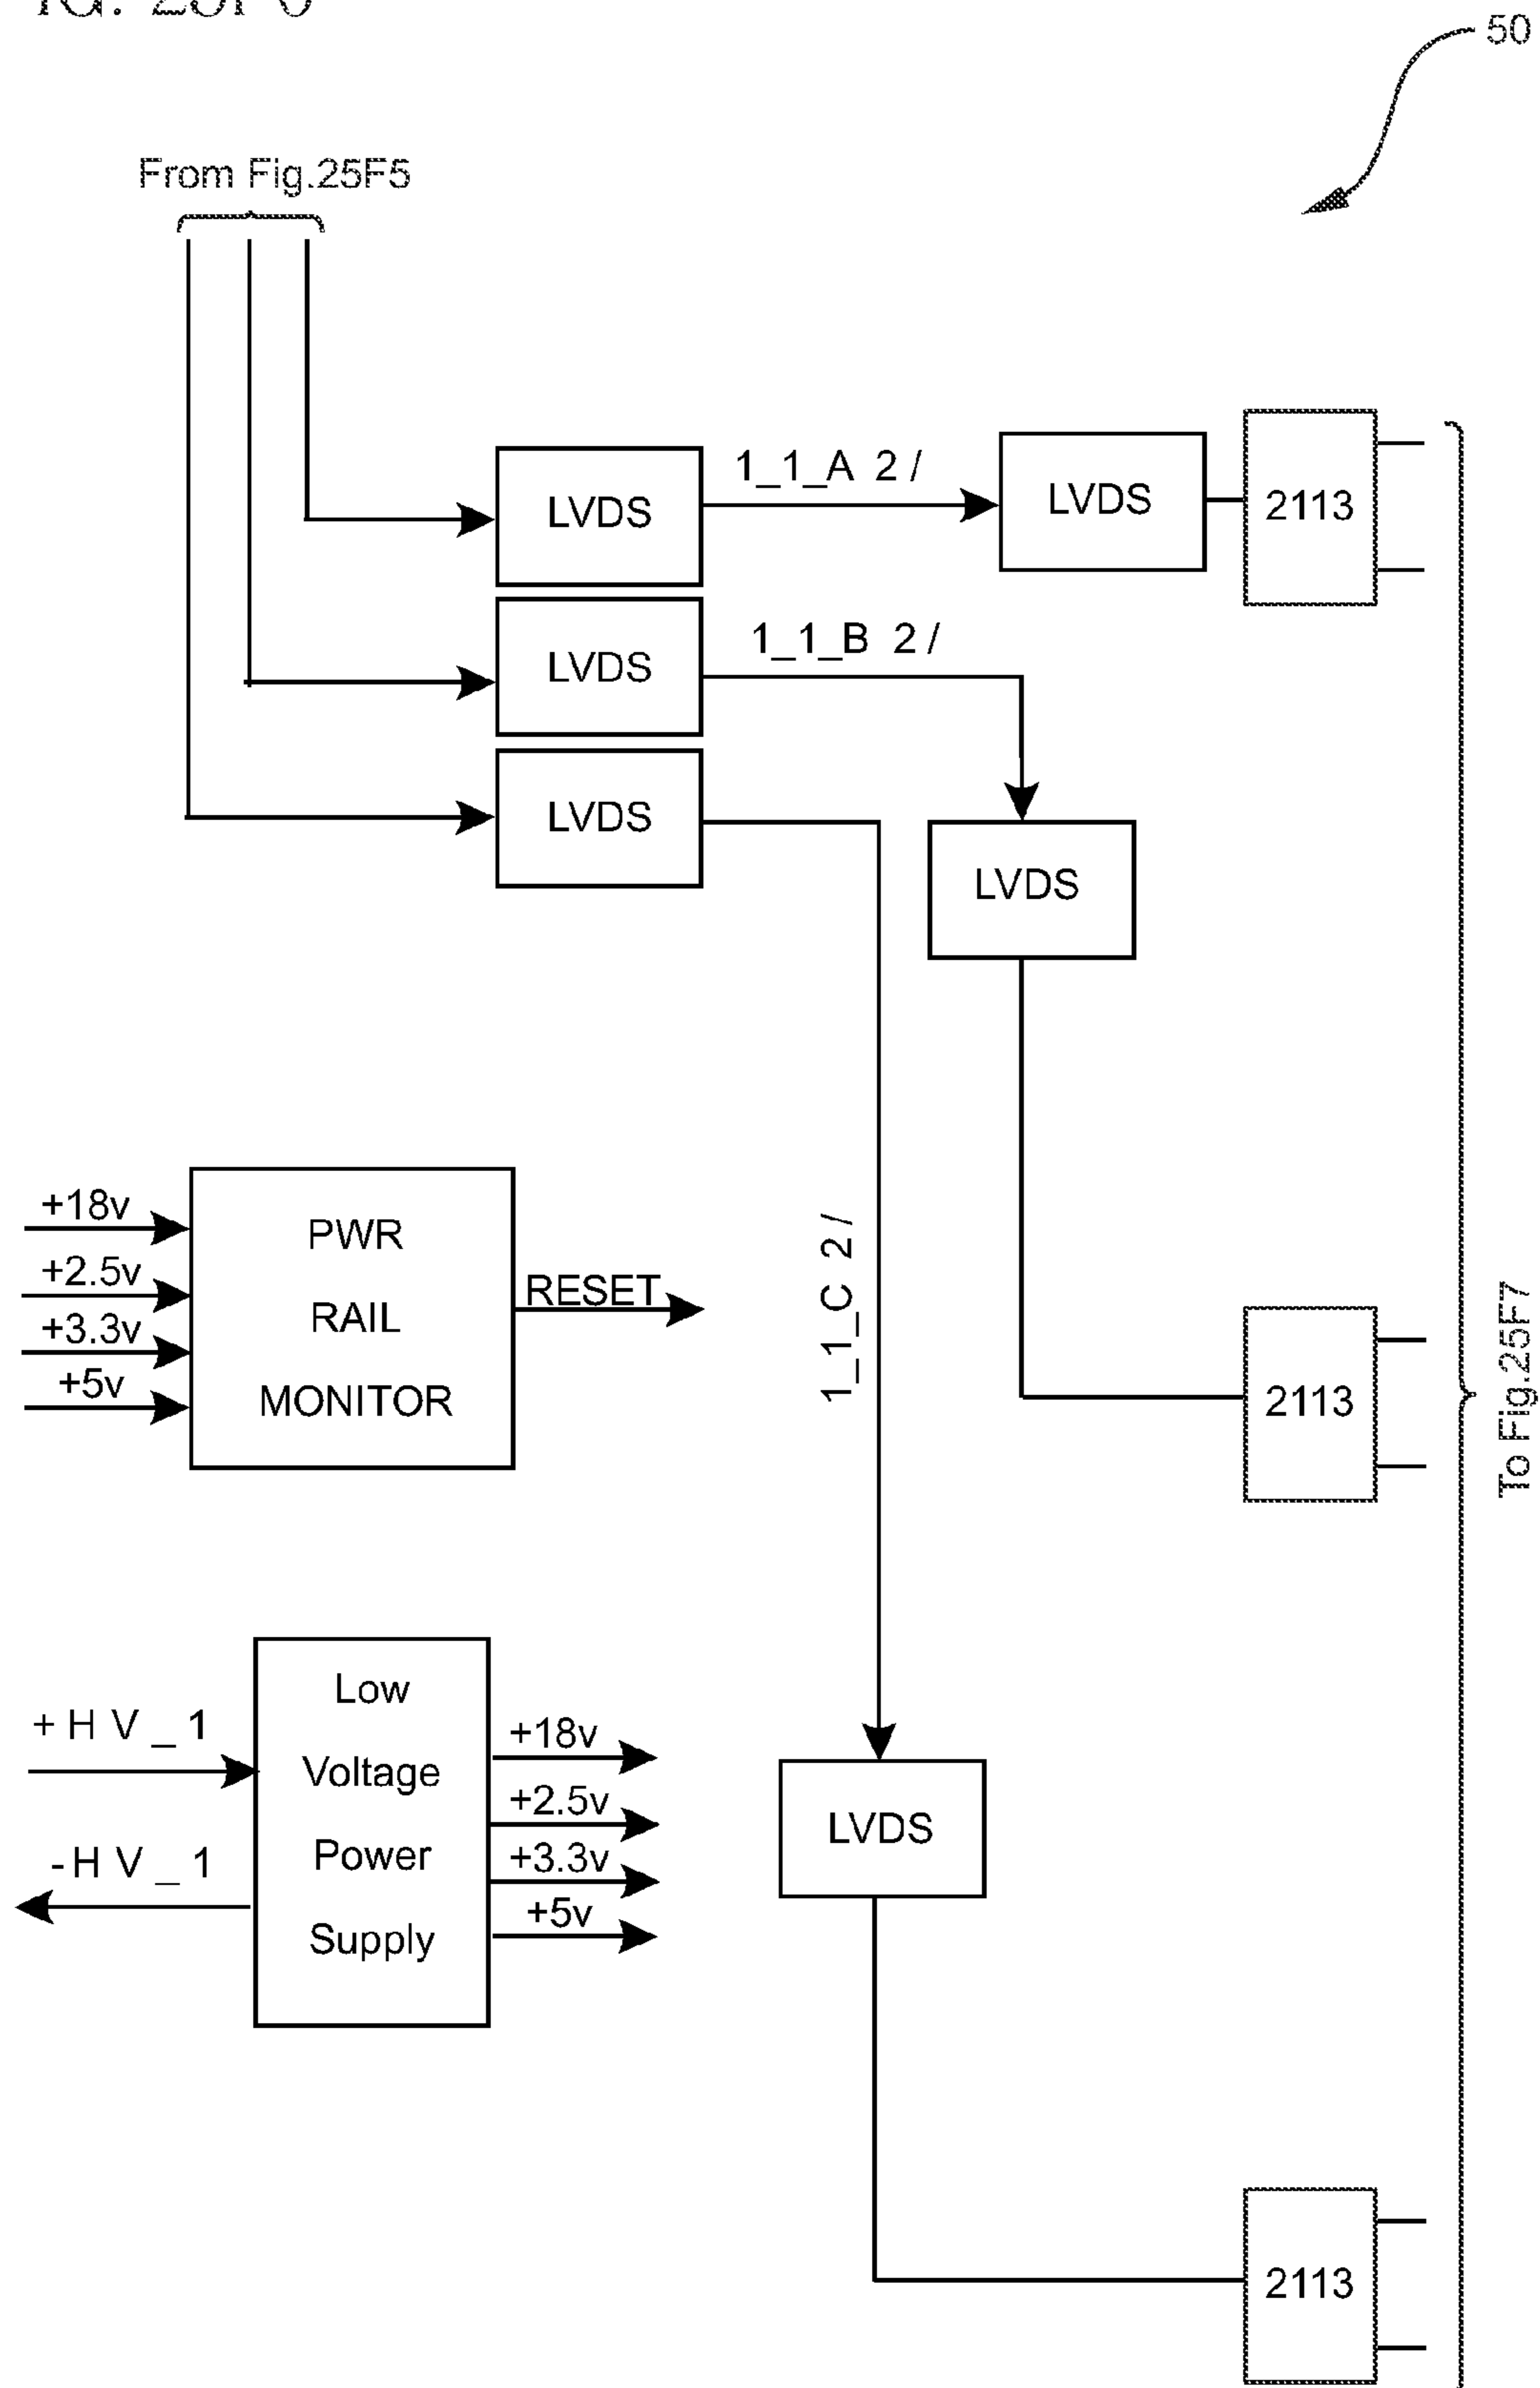 50
From Fig.25F5
LVDS
1_1_A 2 /
LVDS
2113
LVDS
1_1_B 2 /
LVDS
LVDS
1_1_C 2 /
+18v
+2.5v
+3.3v
+5v
PWR
RAIL
MONITOR
RESET
2113
To Fig.25F7
+ H V _ 1
- H V _ 1
Low
Voltage
Power
Supply
+18v
+2.5v
+3.3v
+5v
LVDS
2113